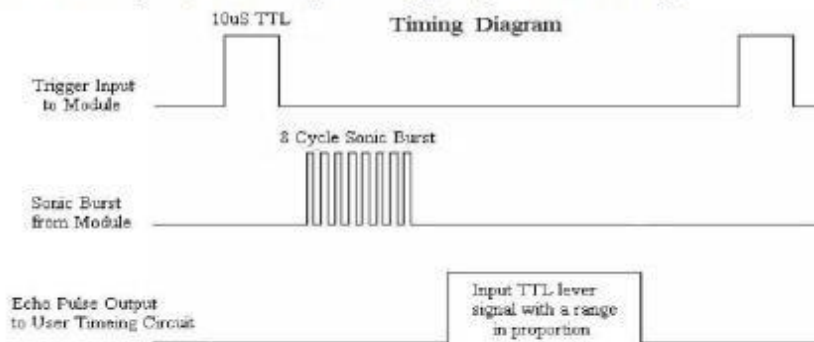 10uS TTL
Timing Diagram
Trigger Input
to Module
8 Cycle Sonic Burst
Sonic Burst
from Module
Echo Pulse Output
to User Timeing Circuit
Input TTL lever
signal with a range
in proportion